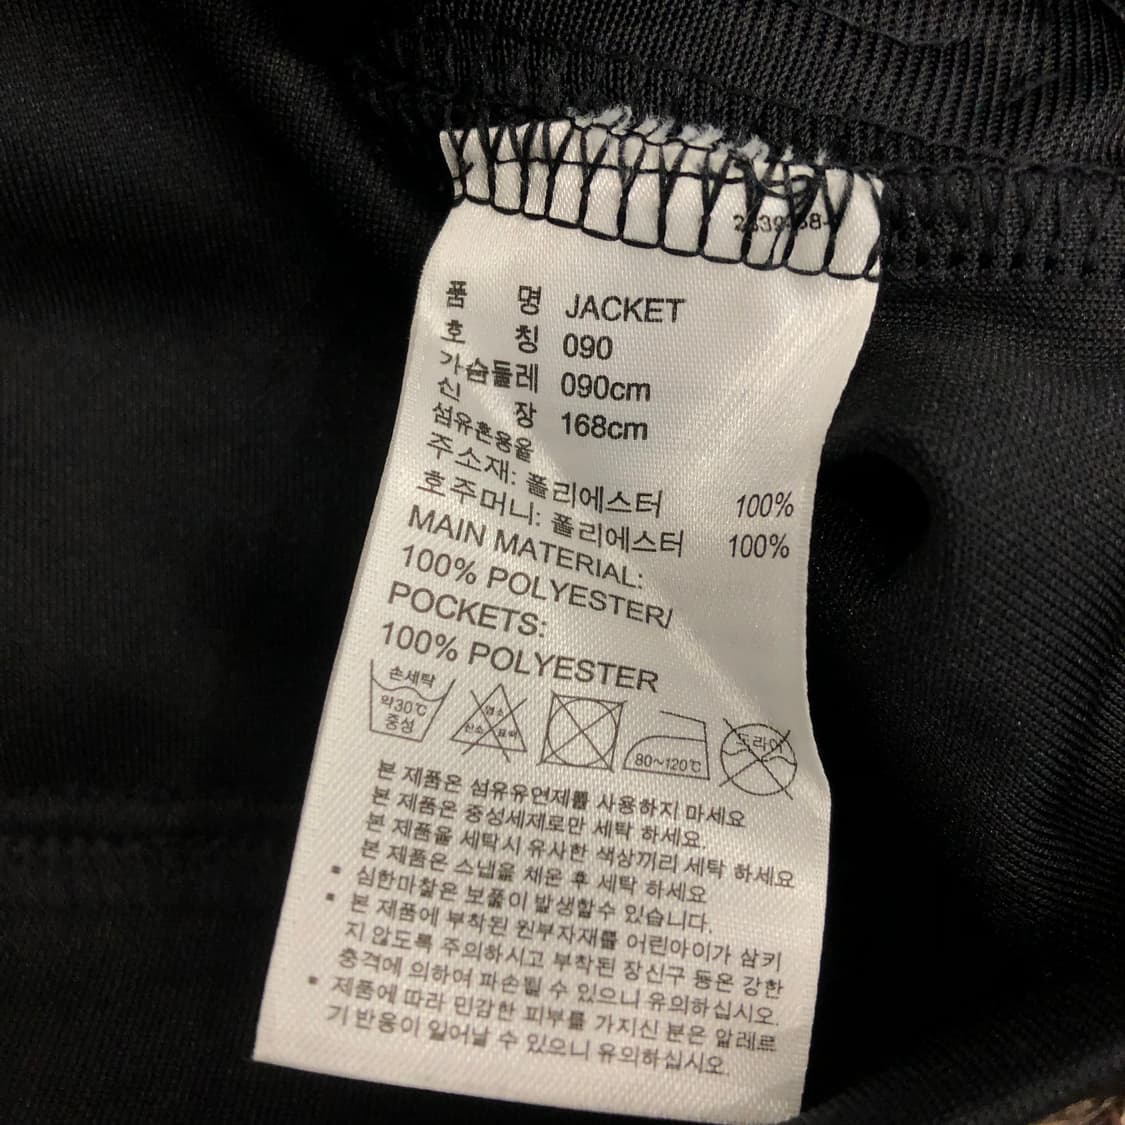 품 명 JACKET
호 칭 090
가슴둘레 090cm
신 장 168cm
섬유혼용율
주소재: 폴리에스터 100%
호주머니: 폴리에스터 100%
MAIN MATERIAL:
100% POLYESTER/
POCKETS:
100% POLYESTER
손세탁
약30℃
중성
염소
산소 표백
80~120℃
드라이
본 제품은 섬유유연제를 사용하지 마세요
본 제품은 중성세제로만 세탁 하세요.
본 제품을 세탁시 유사한 색상끼리 세탁 하세요
본 제품은 스냅을 채온 후 세탁 하세요
▪ 심한마찰은 보풀이 발생할수 있습니다.
▪ 본 제품에 부착된 원부자재를 어린아이가 삼키
지 않도록 주의하시고 부착된 장신구 등은 강한
충격에 의하여 파손될 수 있으니 유의하십시오.
▪ 제품에 따라 민감한 피부를 가지신 분은 알레르
기 반응이 일어날 수 있으니 유의하십시오.